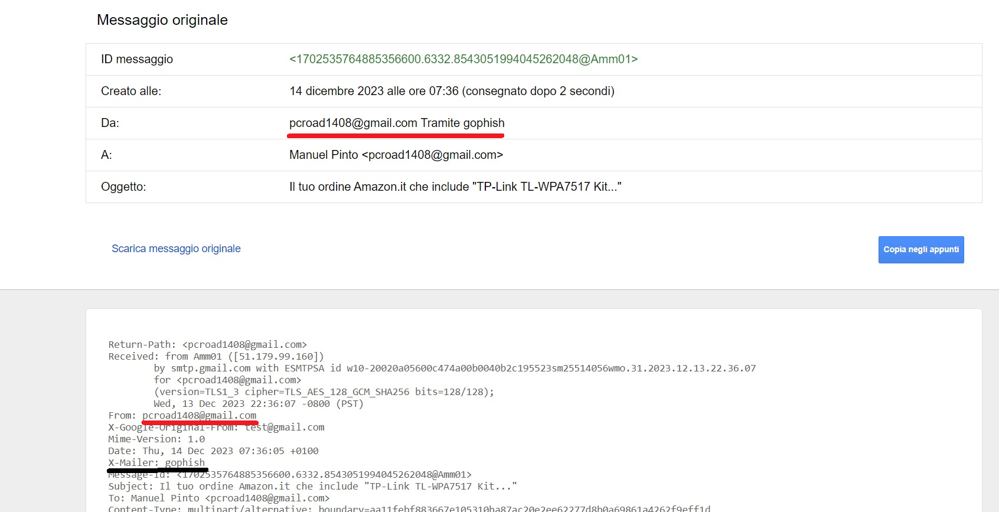 Messaggio originale
ID messaggio <1702535764885356600.6332.8543051994045262048@Amm01>
Creato alle: 14 dicembre 2023 alle ore 07:36 (consegnato dopo 2 secondi)
Da: pcroad1408@gmail.com Tramite gophish
A: Manuel Pinto <pcroad1408@gmail.com>
Oggetto: Il tuo ordine Amazon.it che include "TP-Link TL-WPA7517 Kit..."
Scarica messaggio originale
Copia negli appunti
Return-Path: <pcroad1408@gmail.com>
Received: from Amm01 ([51.179.99.160])
by smtp.gmail.com with ESMTPSA id w10-20020a05600c474a00b0040b2c195523sm25514056wmo.31.2023.12.13.22.36.07
for <pcroad1408@gmail.com>
(version=TLS1_3 cipher=TLS_AES_128_GCM_SHA256 bits=128/128);
Wed, 13 Dec 2023 22:36:07 -0800 (PST)
From: pcroad1408@gmail.com
X-Google-Original-From: test@gmail.com
Mime-Version: 1.0
Date: Thu, 14 Dec 2023 07:36:05 +0100
X-Mailer: gophish
Message-Id: <1702535764885356600.6332.8543051994045262048@Amm01>
Subject: Il tuo ordine Amazon.it che include "TP-Link TL-WPA7517 Kit..."
To: Manuel Pinto <pcroad1408@gmail.com>
Content-Type: multipart/alternative; boundary=aa11febf883667e105310ba87ac20e2ee62277d8b0a69861a4262f9eff1d